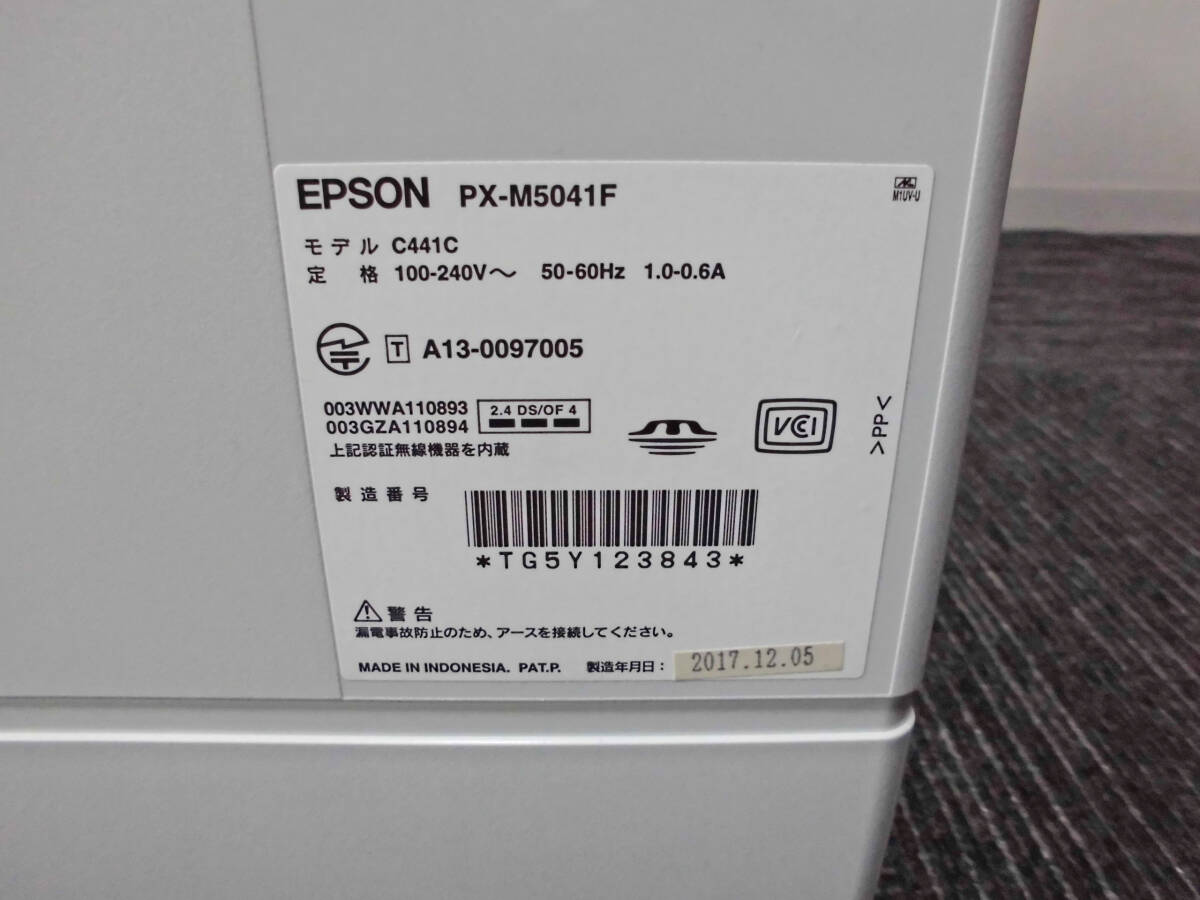 EPSON PX-M5041F
M1UV-U
モデル C441C
定 格 100-240V～ 50-60Hz 1.0-0.6A
T A13-0097005
003WWA110893
003GZA110894
2.4 DS/OF 4
上記認証無線機器を内蔵
VCCI
>PP<
製造番号
*TG5Y123843*
警告
漏電事故防止のため、アースを接続してください。
MADE IN INDONESIA. PAT.P. 製造年月日： 2017.12.05